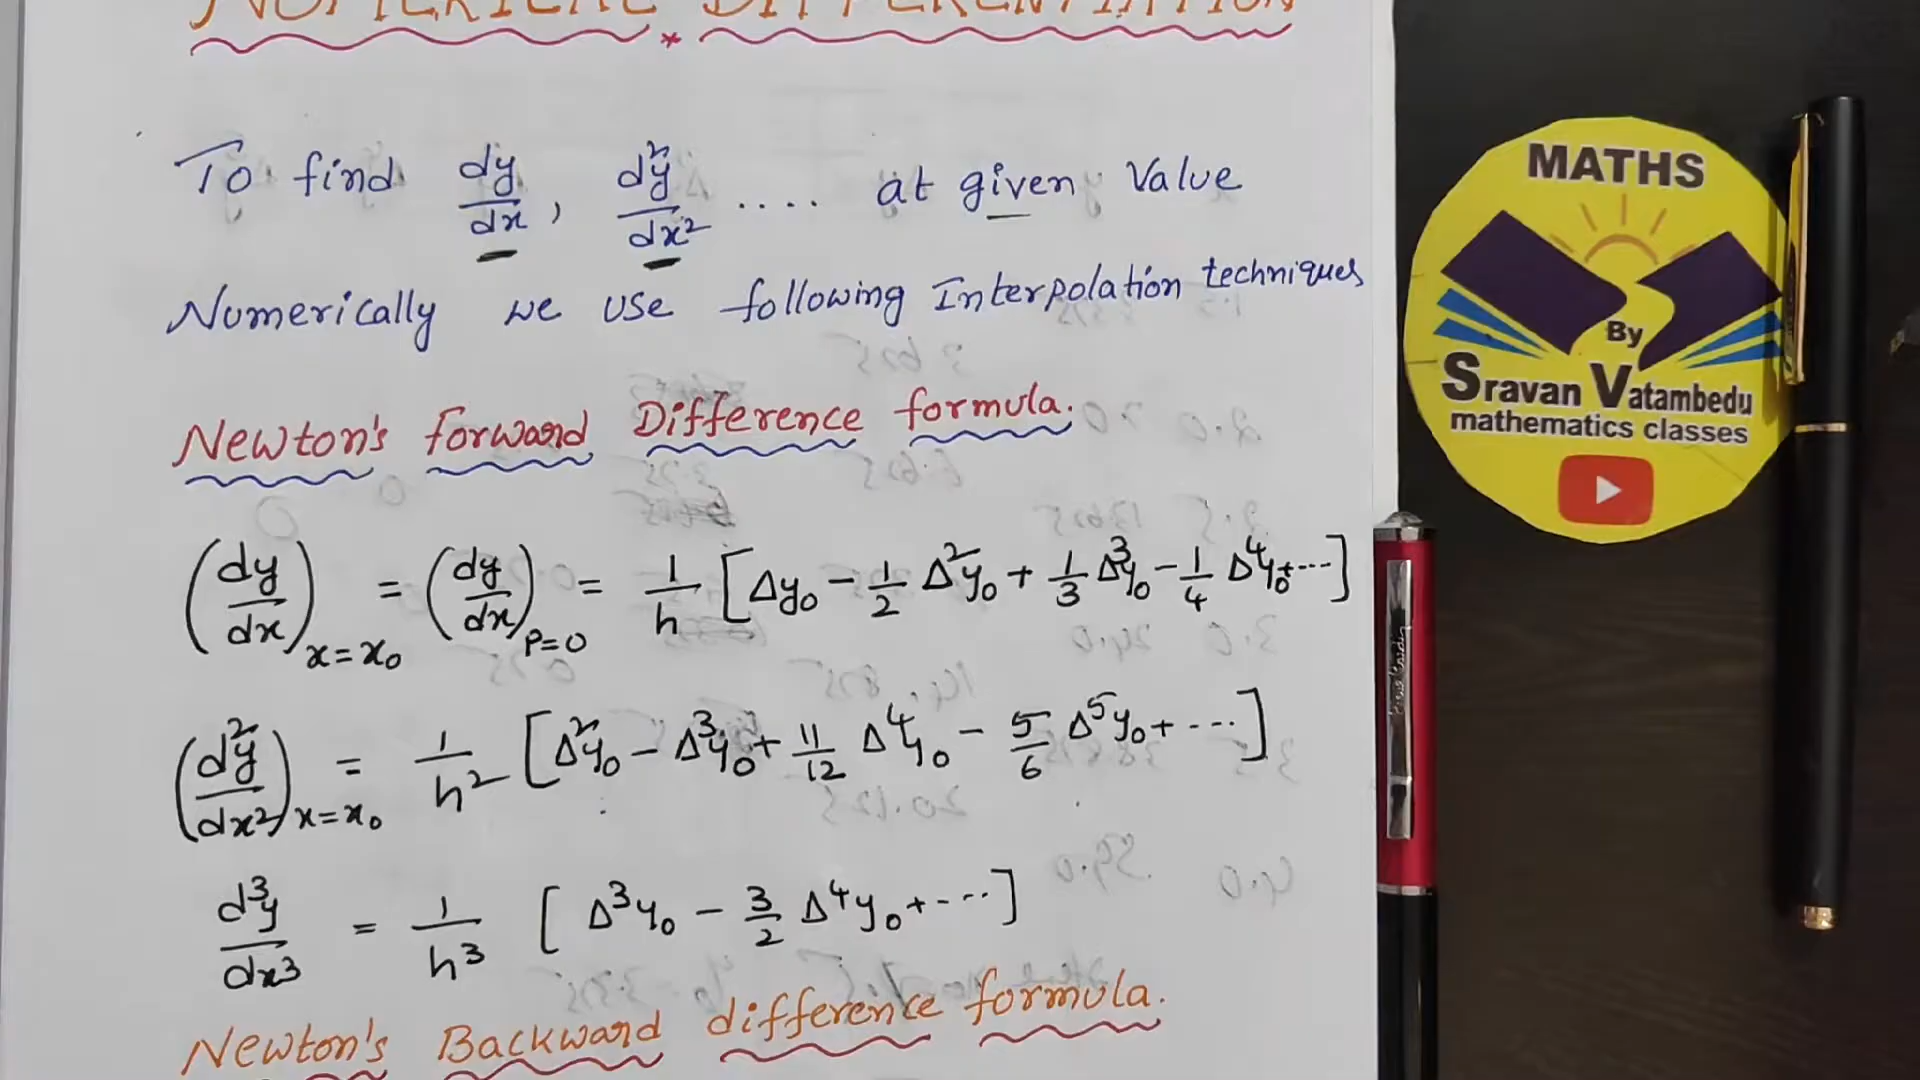 NUMERICAL DIFFERENTIATION
To find dy/dx, d²y/dx² .... at given Value
Numerically we use following Interpolation techniques
Newton's forward Difference formula.
(dy/dx)x=x₀ = (dy/dx)P=0 = 1/h [Δy₀ - 1/2 Δ²y₀ + 1/3 Δ³y₀ - 1/4 Δ⁴y₀+---]
(d²y/dx²)x=x₀ = 1/h² [Δ²y₀ - Δ³y₀ + 11/12 Δ⁴y₀ - 5/6 Δ⁵y₀ + ---]
d³y/dx³ = 1/h³ [Δ³y₀ - 3/2 Δ⁴y₀ + ---]
Newton's Backward difference formula.
MATHS
By
Sravan Vatambedu
mathematics classes